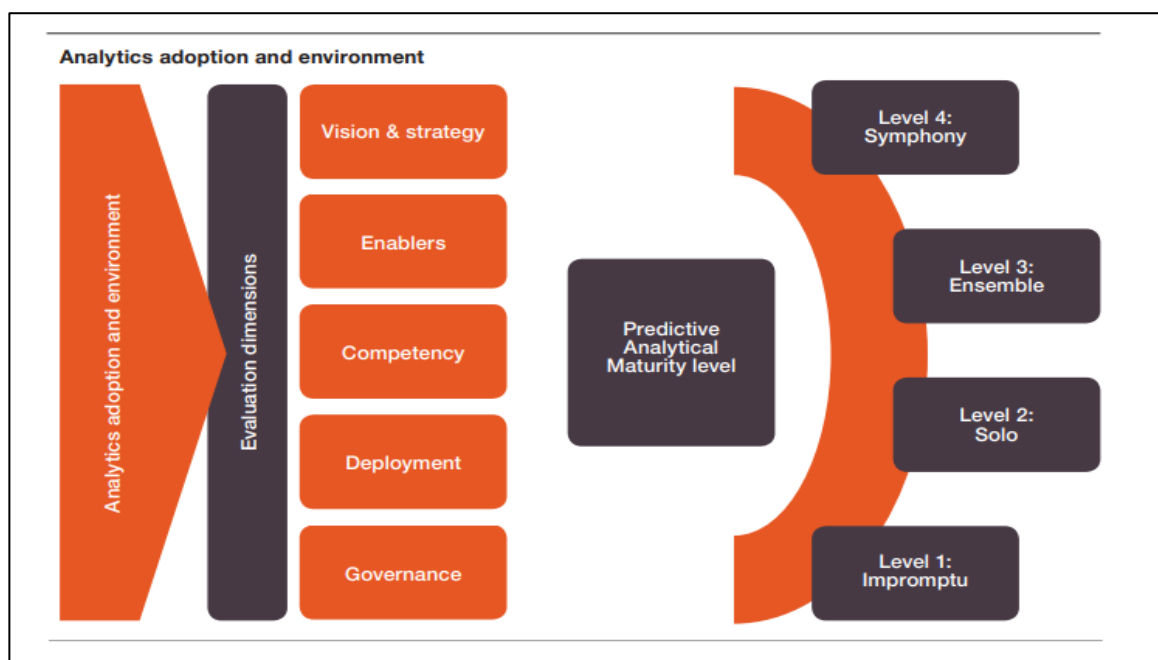 Analytics adoption and environment
Analytics adoption and environment
Evaluation dimensions
Vision & strategy
Enablers
Competency
Deployment
Governance
Predictive
Analytical
Maturity level
Level 4:
Symphony
Level 3:
Ensemble
Level 2:
Solo
Level 1:
Impromptu